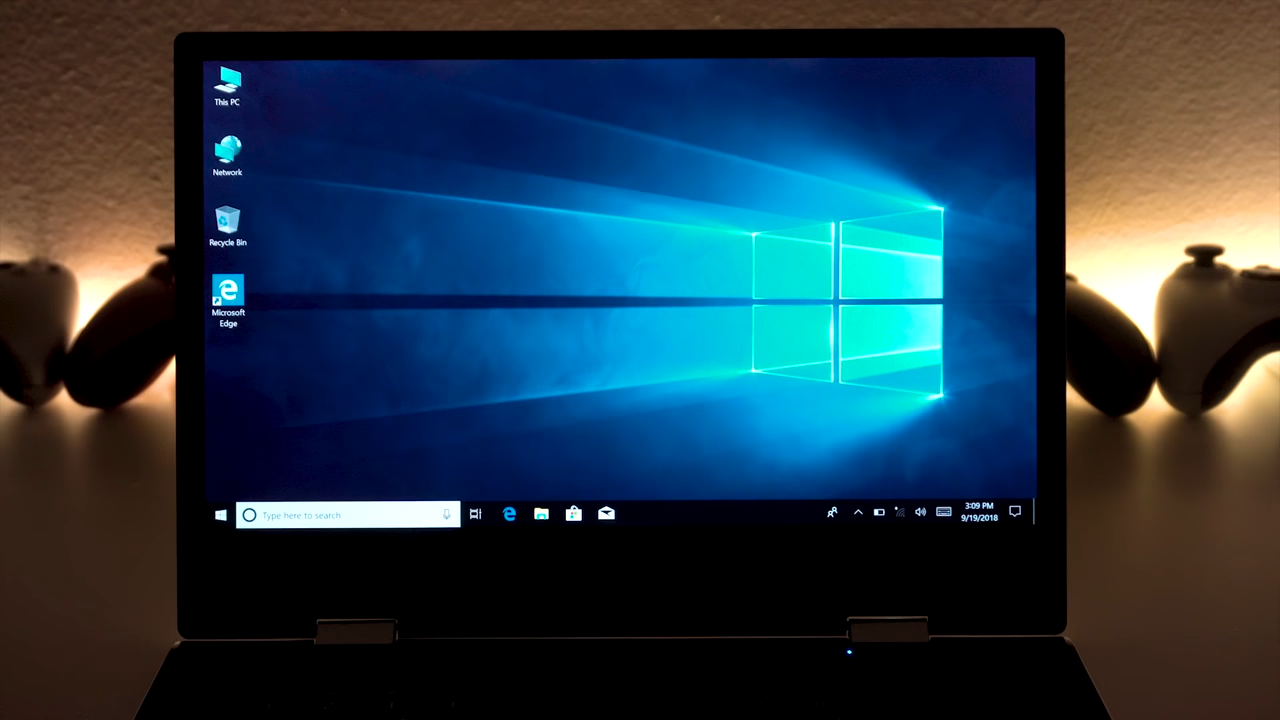 This PC
Network
Recycle Bin
Microsoft
Edge
Type here to search
3:09 PM
9/19/2018